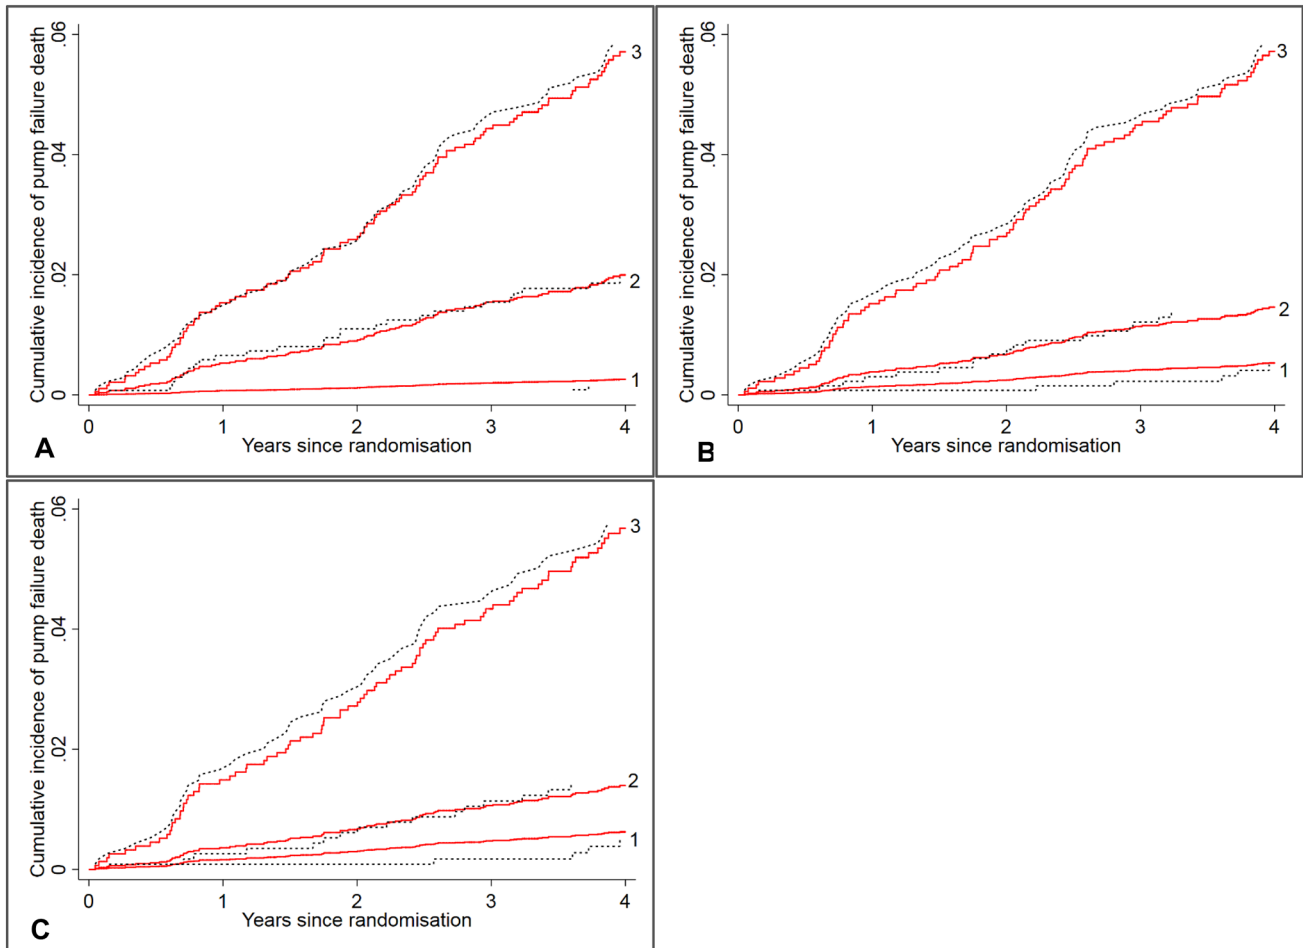 Cumulative incidence of pump failure death
.06
.04
.02
0
3
2
1
0 1 2 3 4
Years since randomisation
A
Cumulative incidence of pump failure death
.06
.04
.02
0
3
2
1
0 1 2 3 4
Years since randomisation
B
Cumulative incidence of pump failure death
.06
.04
.02
0
3
2
1
0 1 2 3 4
Years since randomisation
C